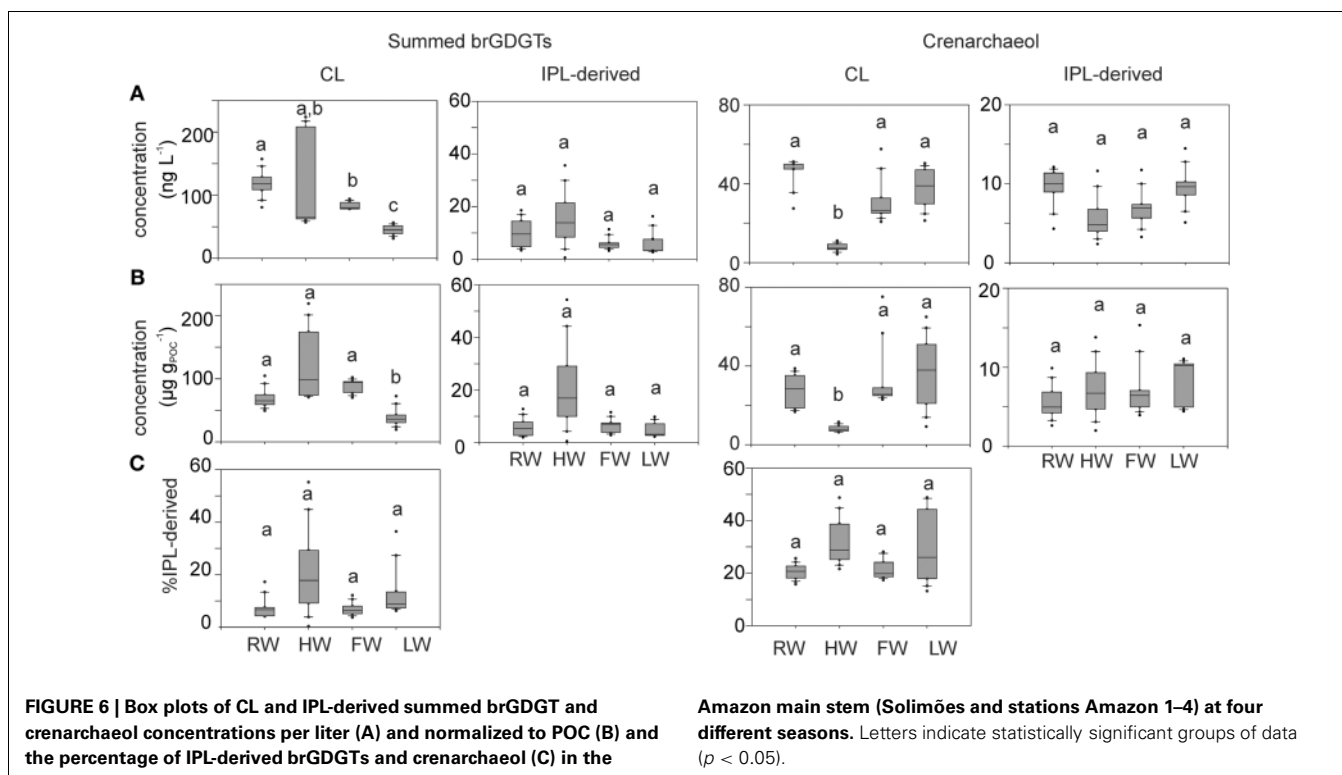 Summed brGDGTs Crenarchaeol
CL IPL-derived CL IPL-derived
A
concentration (ng L⁻¹)
200
100
0
a a,b b c
60
40
20
0
a a a a
80
40
0
a b a a
20
10
0
a a a a
B
concentration (µg gPOC⁻¹)
200
100
0
a a a b
60
40
20
0
a a a a
RW HW FW LW
80
40
0
a b a a
20
10
0
a a a a
RW HW FW LW
C
%IPL-derived
60
40
20
0
a a a a
RW HW FW LW
60
40
20
0
a a a a
RW HW FW LW
FIGURE 6 | Box plots of CL and IPL-derived summed brGDGT and
crenarchaeol concentrations per liter (A) and normalized to POC (B) and
the percentage of IPL-derived brGDGTs and crenarchaeol (C) in the
Amazon main stem (Solimões and stations Amazon 1–4) at four
different seasons. Letters indicate statistically significant groups of data
(p < 0.05).